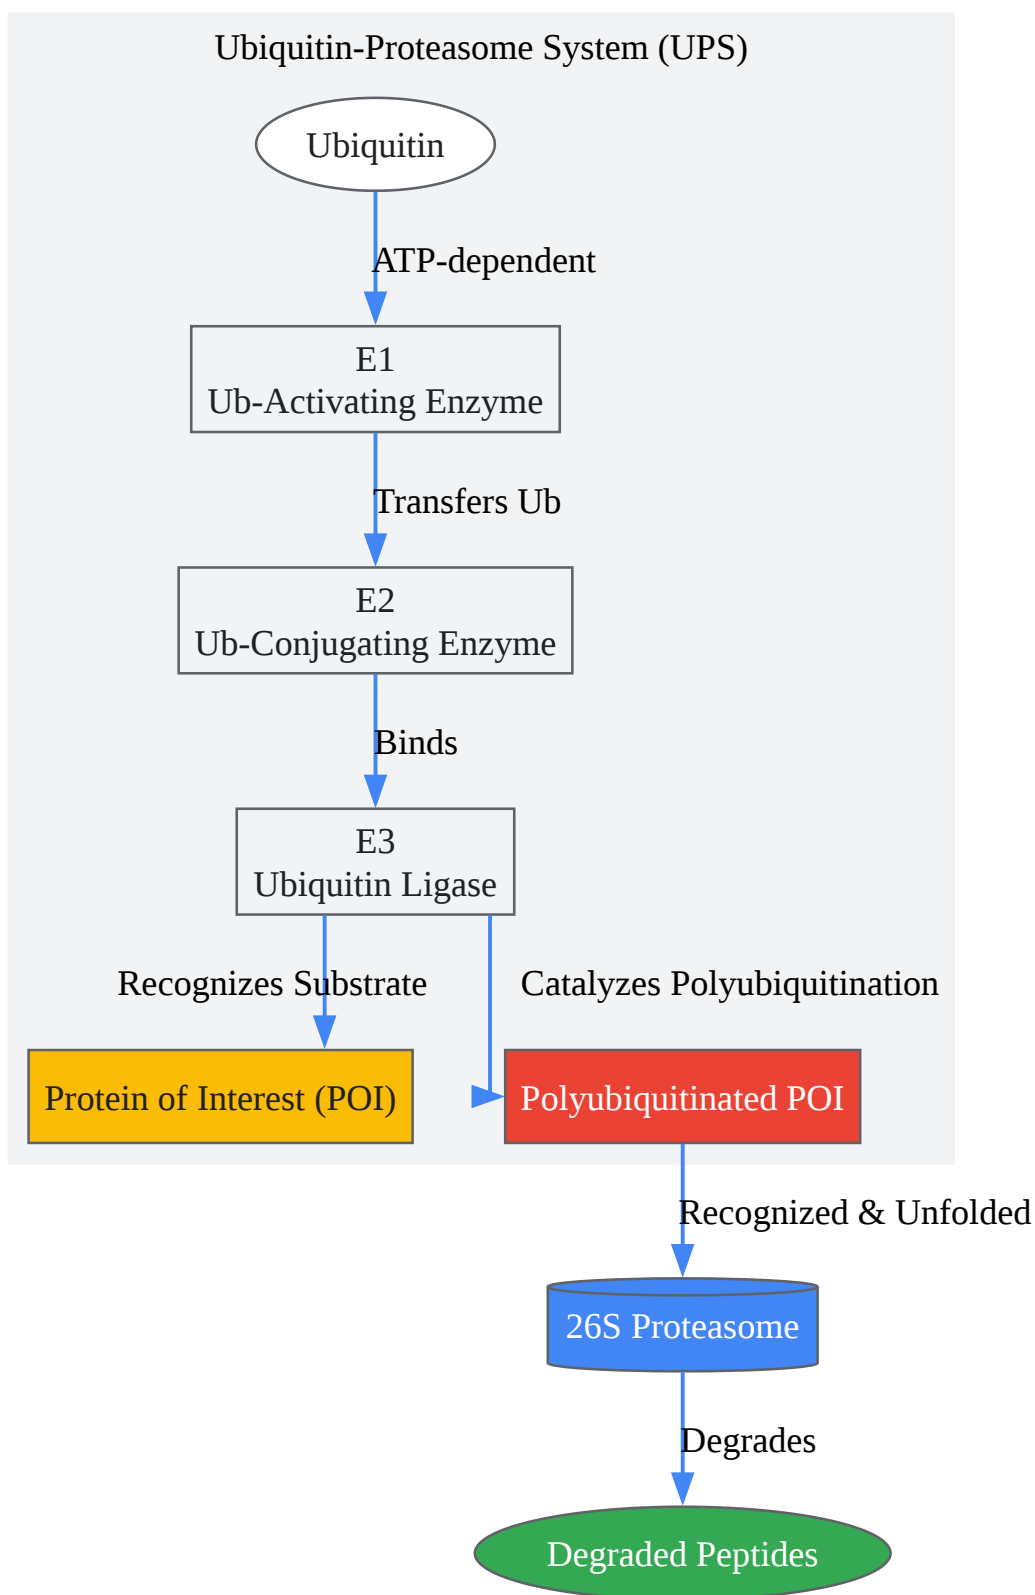 Ubiquitin-Proteasome System (UPS)
Ubiquitin
ATP-dependent
E1
Ub-Activating Enzyme
Transfers Ub
E2
Ub-Conjugating Enzyme
Binds
E3
Ubiquitin Ligase
Recognizes Substrate
Catalyzes Polyubiquitination
Protein of Interest (POI)
Polyubiquitinated POI
Recognized & Unfolded
26S Proteasome
Degrades
Degraded Peptides